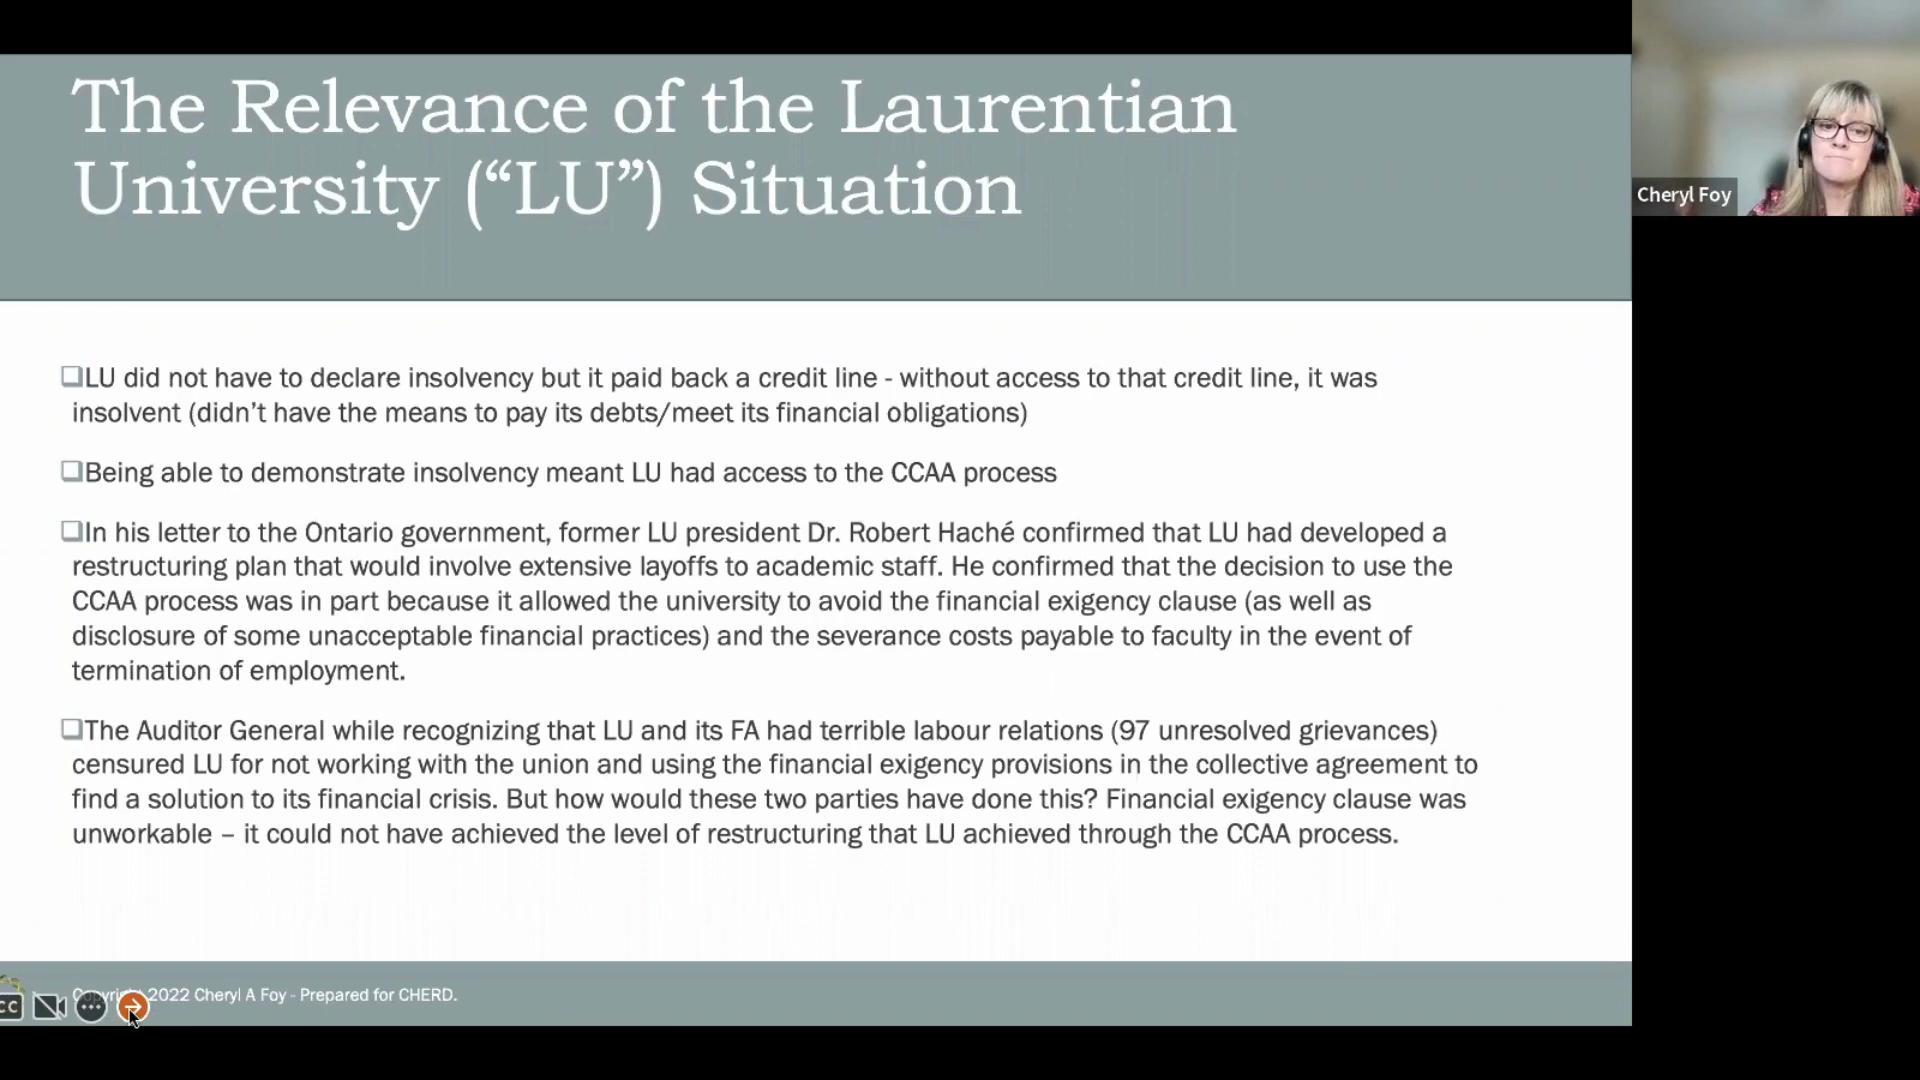 The Relevance of the Laurentian
University (“LU”) Situation
Cheryl Foy
❑LU did not have to declare insolvency but it paid back a credit line - without access to that credit line, it was
insolvent (didn’t have the means to pay its debts/meet its financial obligations)
❑Being able to demonstrate insolvency meant LU had access to the CCAA process
❑In his letter to the Ontario government, former LU president Dr. Robert Haché confirmed that LU had developed a
restructuring plan that would involve extensive layoffs to academic staff. He confirmed that the decision to use the
CCAA process was in part because it allowed the university to avoid the financial exigency clause (as well as
disclosure of some unacceptable financial practices) and the severance costs payable to faculty in the event of
termination of employment.
❑The Auditor General while recognizing that LU and its FA had terrible labour relations (97 unresolved grievances)
censured LU for not working with the union and using the financial exigency provisions in the collective agreement to
find a solution to its financial crisis. But how would these two parties have done this? Financial exigency clause was
unworkable – it could not have achieved the level of restructuring that LU achieved through the CCAA process.
Copyright 2022 Cheryl A Foy - Prepared for CHERD.
CC